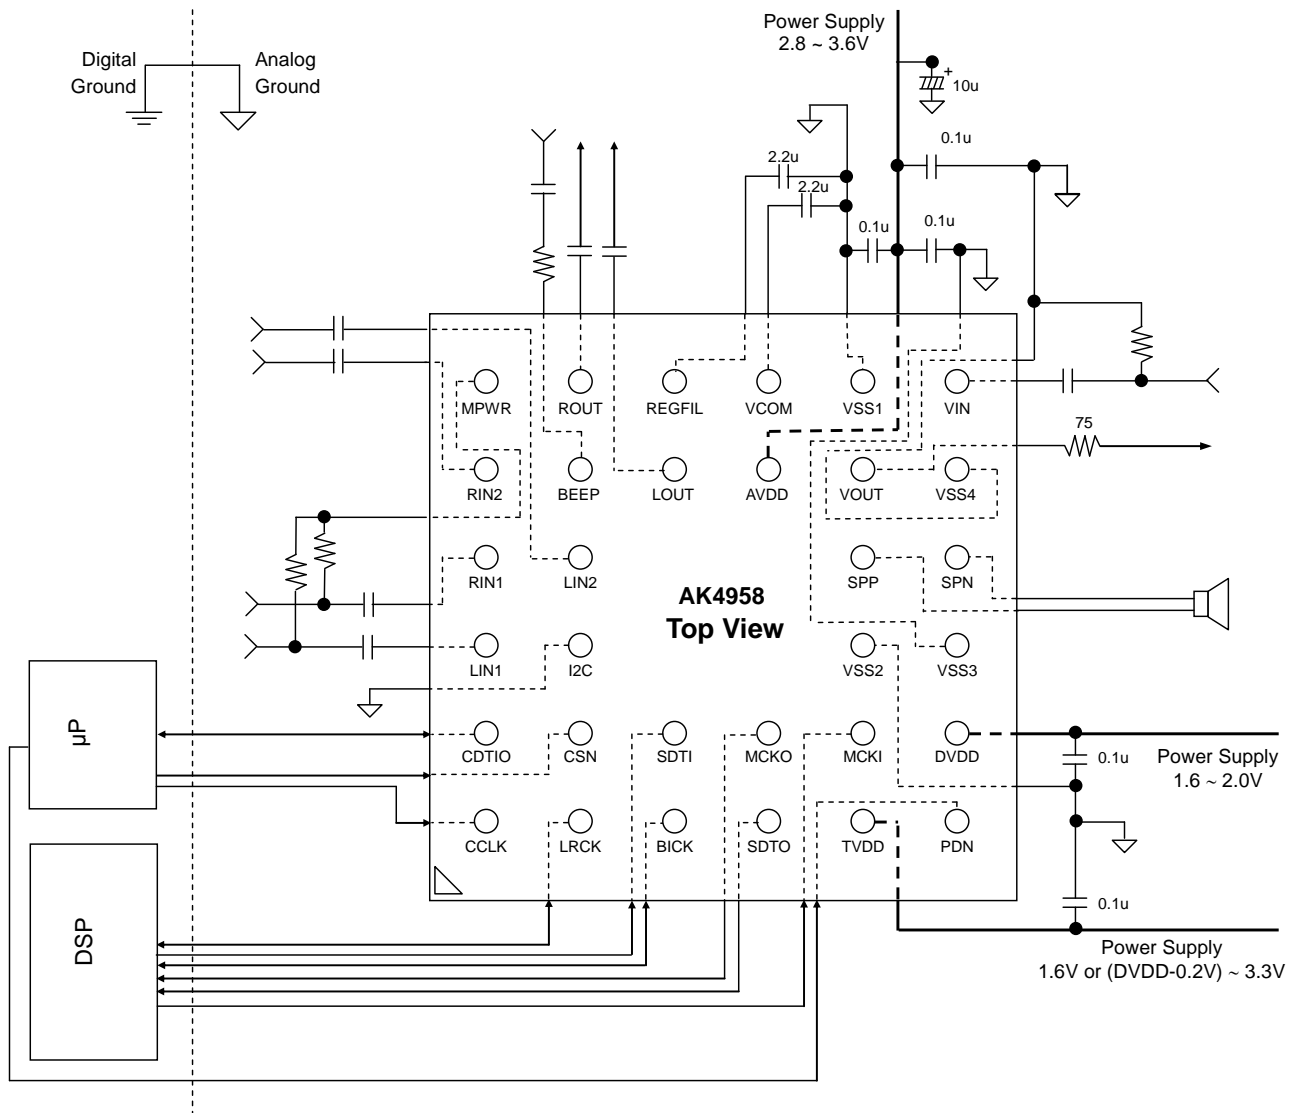 Power Supply
2.8 ~ 3.6V
Digital
Ground
Analog
Ground
+
10u
0.1u
2.2u
2.2u
0.1u
0.1u
MPWR
ROUT
REGFIL
VCOM
VSS1
VIN
75
RIN2
BEEP
LOUT
AVDD
VOUT
VSS4
RIN1
LIN2
SPP
SPN
AK4958
Top View
LIN1
I2C
VSS2
VSS3
µP
CDTIO
CSN
SDTI
MCKO
MCKI
DVDD
0.1u
Power Supply
1.6 ~ 2.0V
CCLK
LRCK
BICK
SDTO
TVDD
PDN
DSP
0.1u
Power Supply
1.6V or (DVDD-0.2V) ~ 3.3V